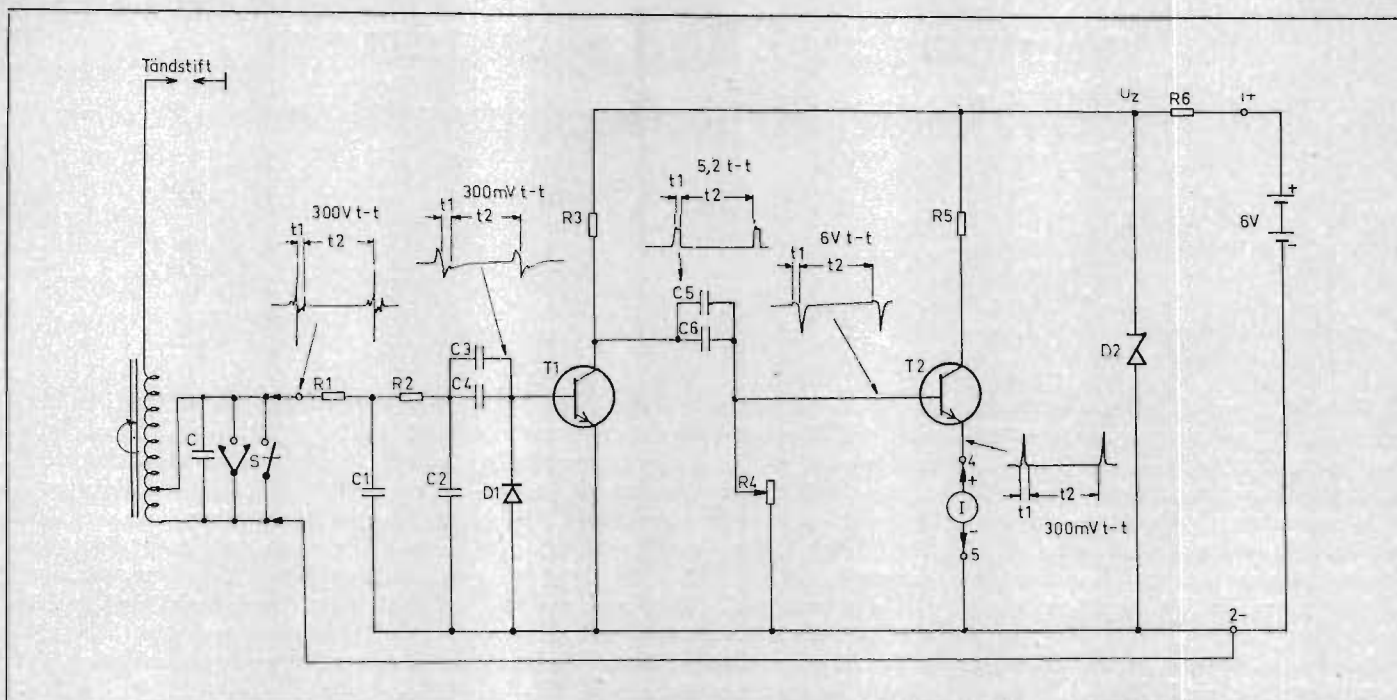 Tändstift
300V t-t
t1
t2
300mV t-t
t1
t2
5,2 t-t
t1
t2
6V t-t
t1
t2
R3
R5
Uz
R6
1+
+
6V
-
C5
C6
D2
T1
T2
C3
C4
R1
R2
C
S
C1
C2
D1
R4
4
+
I
-
5
t1
t2
300mV t-t
2-